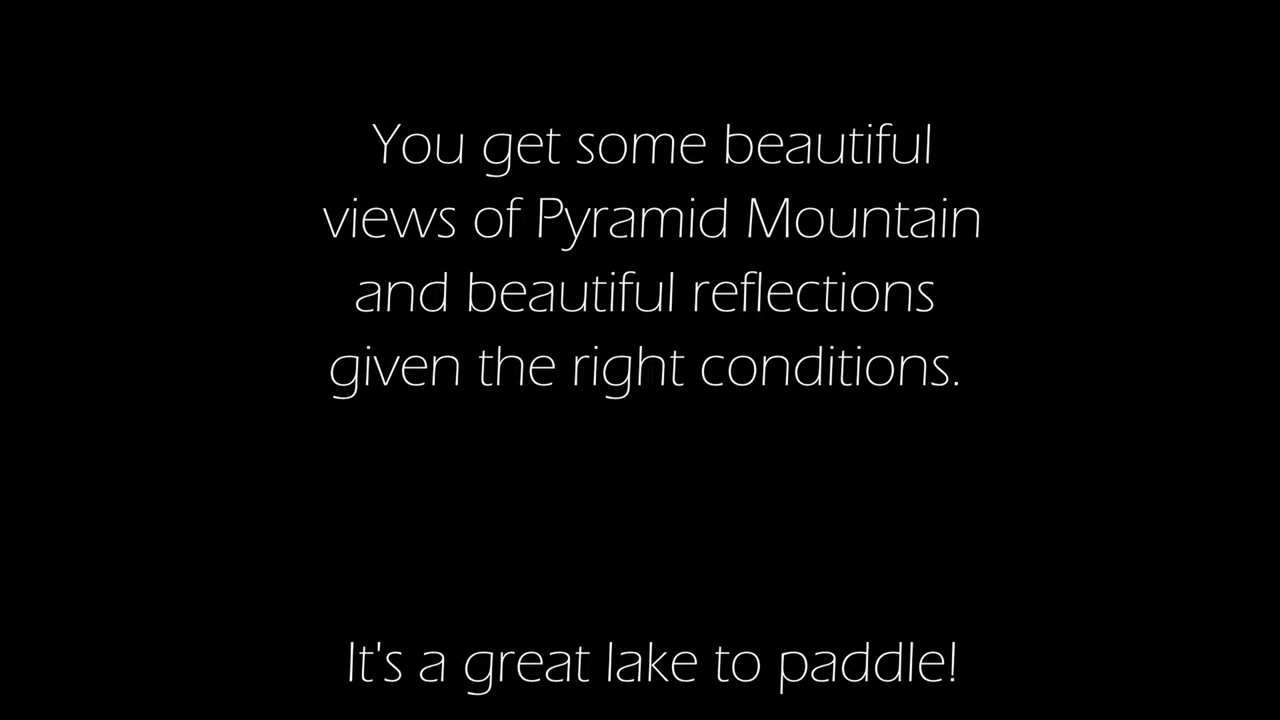 You get some beautiful
views of Pyramid Mountain
and beautiful reflections
given the right conditions.
It's a great lake to paddle!